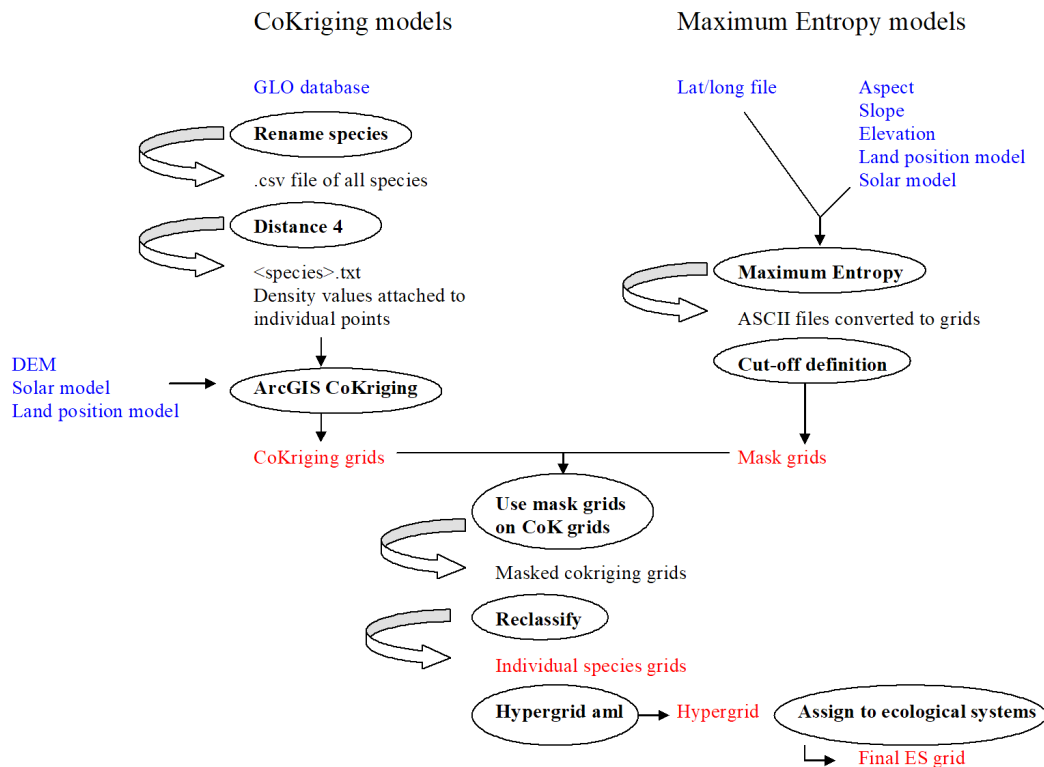 CoKriging models
Maximum Entropy models
GLO database
Rename species
.csv file of all species
Distance 4
<species>.txt
Density values attached to
individual points
DEM
Solar model
Land position model
ArcGIS CoKriging
CoKriging grids
Lat/long file
Aspect
Slope
Elevation
Land position model
Solar model
Maximum Entropy
ASCII files converted to grids
Cut-off definition
Mask grids
Use mask grids
on CoK grids
Masked cokriging grids
Reclassify
Individual species grids
Hypergrid aml
Hypergrid
Assign to ecological systems
Final ES grid